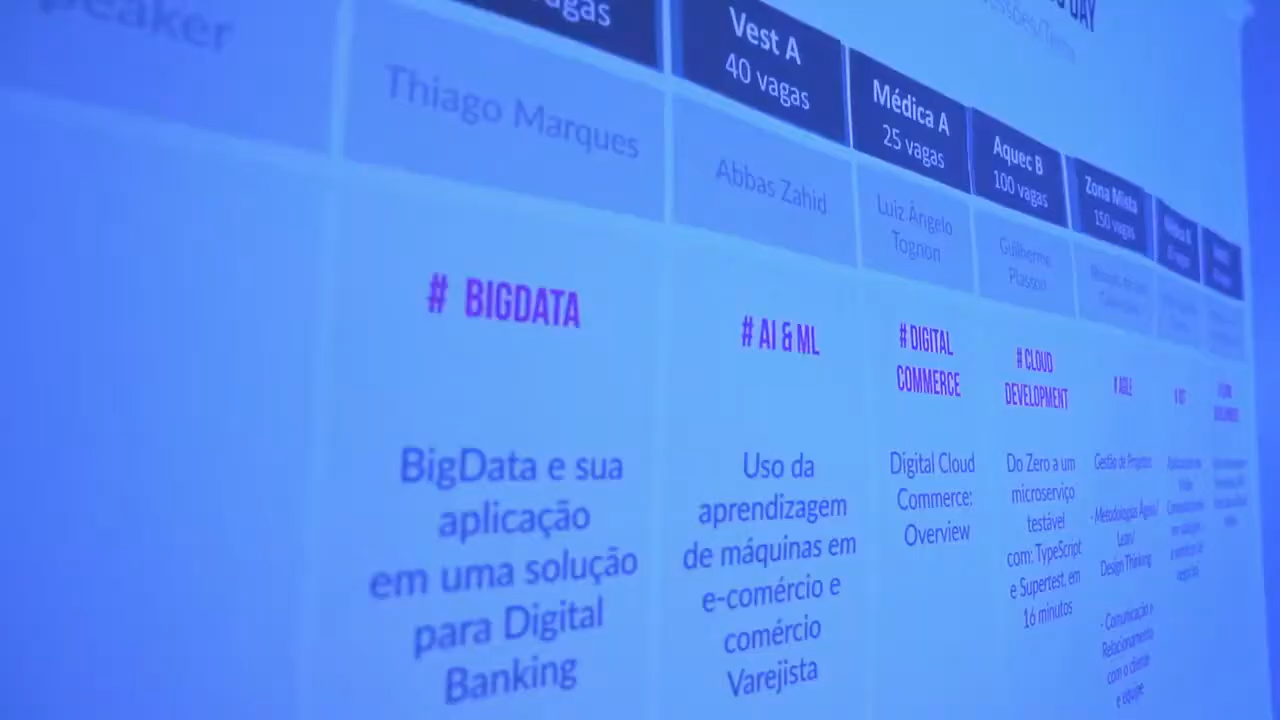 DAY
vagas
Vest A
40 vagas
Médica A
25 vagas
Aquec B
100 vagas
Zona Mista
150 vagas
peaker
Thiago Marques
Abbas Zahid
Luiz Ângelo
Tognon
Guilherme
# BIGDATA
# AI & ML
# DIGITAL
COMMERCE
# CLOUD
DEVELOPMENT
# AGILE
BigData e sua
aplicação
em uma solução
para Digital
Banking
Uso da
aprendizagem
de máquinas em
e-comércio e
comércio
Varejista
Digital Cloud
Commerce:
Overview
Do Zero a um
microserviço
testável
com: TypeScript
e Supertest, em
16 minutos
Gestão de Projetos
- Metodologias Ágeis/
Lean/
Design Thinking
- Comunicação e
Relacionamento
com o cliente
e equipe